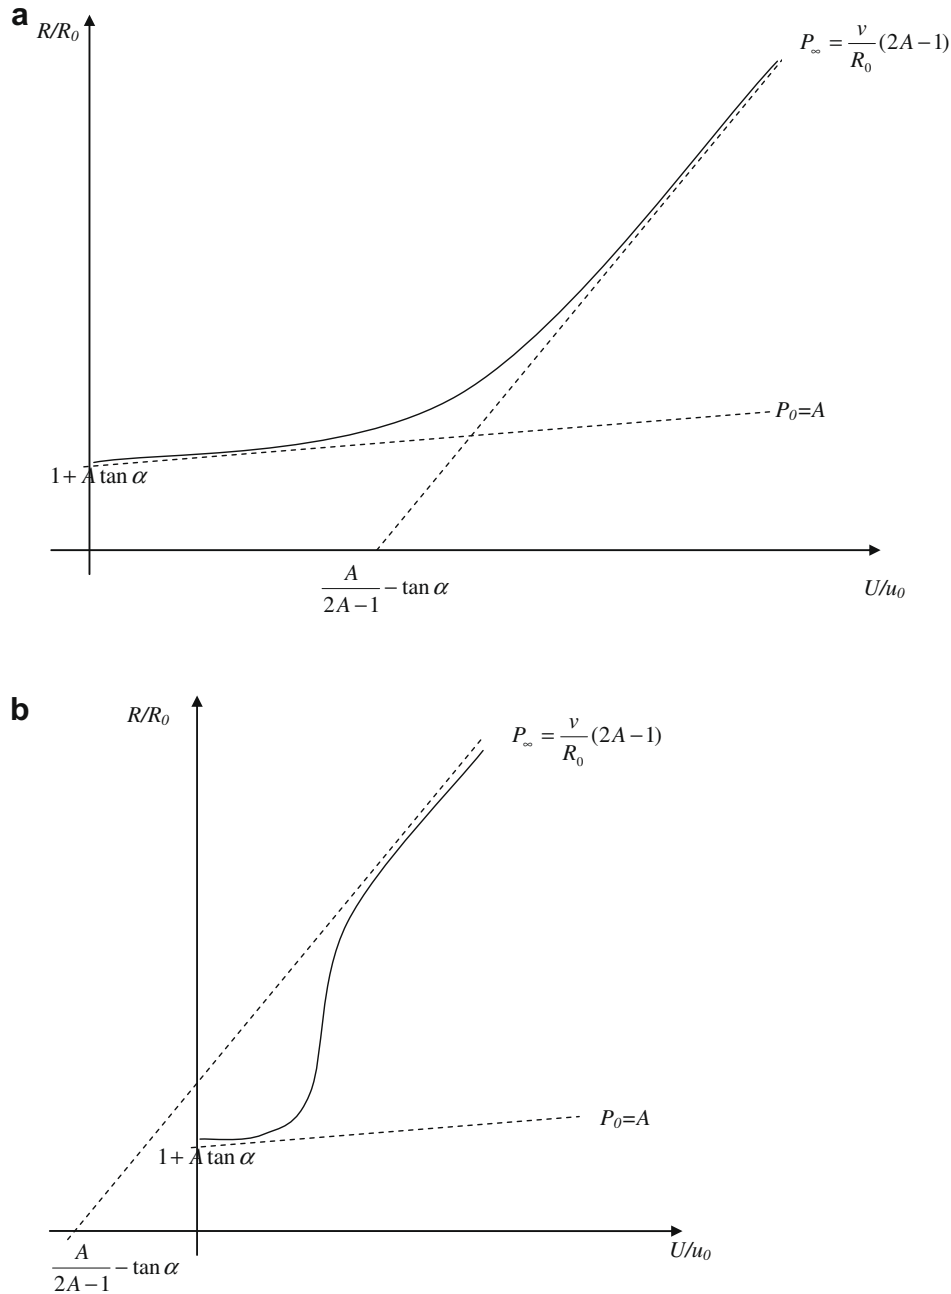 a
R/R₀
P∞ = v/R₀ (2A−1)
P₀=A
1+A tan α
A/(2A−1) − tan α
U/u₀
b
R/R₀
P∞ = v/R₀ (2A−1)
P₀=A
1+A tan α
U/u₀
A/(2A−1) − tan α